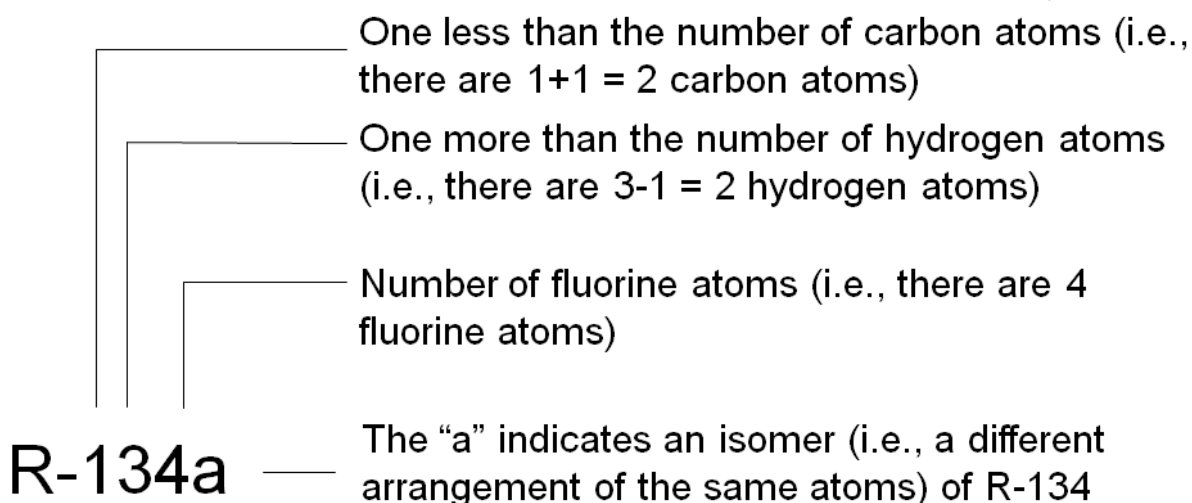 One less than the number of carbon atoms (i.e.,
there are 1+1 = 2 carbon atoms)
One more than the number of hydrogen atoms
(i.e., there are 3-1 = 2 hydrogen atoms)
Number of fluorine atoms (i.e., there are 4
fluorine atoms)
R-134a
The “a” indicates an isomer (i.e., a different
arrangement of the same atoms) of R-134